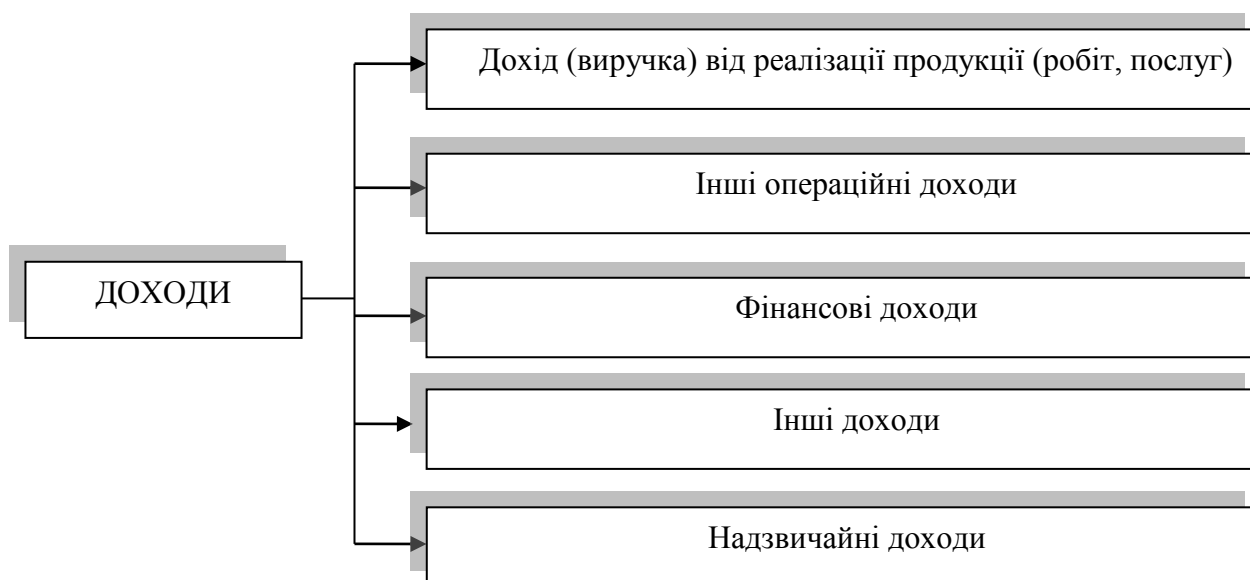 Дохід (виручка) від реалізації продукції (робіт, послуг)
Інші операційні доходи
ДОХОДИ
Фінансові доходи
Інші доходи
Надзвичайні доходи